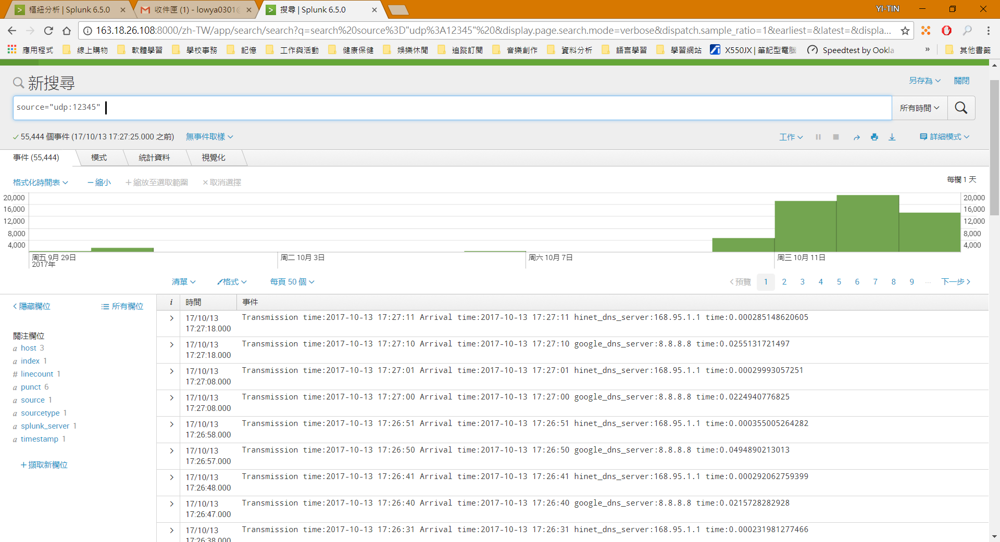 樞紐分析 | Splunk 6.5.0
收件匣 (1) - lowya0301@
搜尋 | Splunk 6.5.0
YI-TIN
163.18.26.108:8000/zh-TW/app/search/search?q=search%20source%3D"udp%3A12345"%20&display.page.search.mode=verbose&dispatch.sample_ratio=1&earliest=&latest=&displa...
應用程式 線上購物 軟體學習 學校事務 記憶 工作與活動 健康保健 娛樂休閒 追蹤訂閱 音樂創作 資料分析 語言學習 學習網站 X550JX | 筆記型電腦 Speedtest by Ookla » 其他書籤
新搜尋
另存為 關閉
source="udp:12345"
所有時間
55,444 個事件 (17/10/13 17:27:25.000 之前) 無事件取樣
工作 詳細模式
事件 (55,444) 模式 統計資料 視覺化
格式化時間表 – 縮小 + 縮放至選取範圍 × 取消選擇
每欄 1 天
20,000 20,000
16,000 16,000
12,000 12,000
8,000 8,000
4,000 4,000
周五 9月 29日 周二 10月 3日 周六 10月 7日 周三 10月 11日
2017年
清單 格式 每頁 50 個
預覽 1 2 3 4 5 6 7 8 9 ... 下一步
隱藏欄位 所有欄位
關注欄位
a host 3
a index 1
# linecount 1
a punct 6
a source 1
a sourcetype 1
a splunk_server 1
a timestamp 1
+ 擷取新欄位
i 時間 事件
17/10/13 Transmission time:2017-10-13 17:27:11 Arrival time:2017-10-13 17:27:11 hinet_dns_server:168.95.1.1 time:0.000285148620605
17:27:18.000
17/10/13 Transmission time:2017-10-13 17:27:10 Arrival time:2017-10-13 17:27:10 google_dns_server:8.8.8.8 time:0.0255131721497
17:27:18.000
17/10/13 Transmission time:2017-10-13 17:27:01 Arrival time:2017-10-13 17:27:01 hinet_dns_server:168.95.1.1 time:0.00029993057251
17:27:08.000
17/10/13 Transmission time:2017-10-13 17:27:00 Arrival time:2017-10-13 17:27:00 google_dns_server:8.8.8.8 time:0.0224940776825
17:27:08.000
17/10/13 Transmission time:2017-10-13 17:26:51 Arrival time:2017-10-13 17:26:51 hinet_dns_server:168.95.1.1 time:0.000355005264282
17:26:58.000
17/10/13 Transmission time:2017-10-13 17:26:50 Arrival time:2017-10-13 17:26:50 google_dns_server:8.8.8.8 time:0.0494890213013
17:26:57.000
17/10/13 Transmission time:2017-10-13 17:26:41 Arrival time:2017-10-13 17:26:41 hinet_dns_server:168.95.1.1 time:0.000292062759399
17:26:48.000
17/10/13 Transmission time:2017-10-13 17:26:40 Arrival time:2017-10-13 17:26:40 google_dns_server:8.8.8.8 time:0.0215728282928
17:26:47.000
17/10/13 Transmission time:2017-10-13 17:26:31 Arrival time:2017-10-13 17:26:31 hinet_dns_server:168.95.1.1 time:0.000231981277466
17:26:38.000